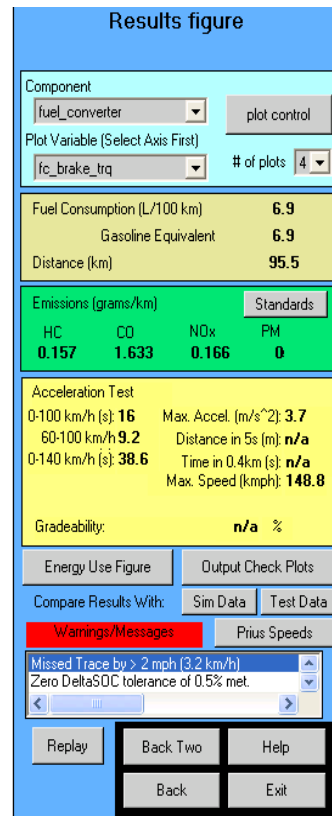 Results figure
Component
fuel_converter
plot control
Plot Variable (Select Axis First)
fc_brake_trq
# of plots 4
Fuel Consumption (L/100 km) 6.9
Gasoline Equivalent 6.9
Distance (km) 95.5
Emissions (grams/km) Standards
HC CO NOx PM
0.157 1.633 0.166 0
Acceleration Test
0-100 km/h (s): 16 Max. Accel. (m/s^2): 3.7
60-100 km/h 9.2 Distance in 5s (m): n/a
0-140 km/h (s): 38.6 Time in 0.4km (s): n/a
Max. Speed (kmph): 148.8
Gradeability: n/a %
Energy Use Figure Output Check Plots
Compare Results With: Sim Data Test Data
Warnings/Messages Prius Speeds
Missed Trace by > 2 mph (3.2 km/h)
Zero DeltaSOC tolerance of 0.5% met.
Replay Back Two Help
Back Exit